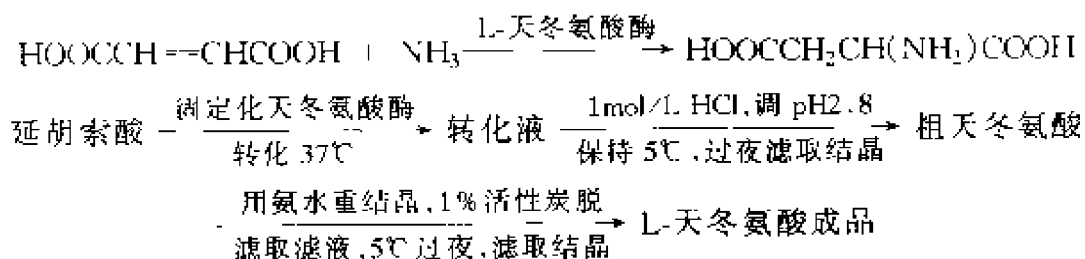 L-天冬氨酸酶
HOOCCH=CHCOOH + NH₃ → HOOCCH₂CH(NH₂)COOH
固定化天冬氨酸酶 1mol/L HCl,调 pH2.8
延胡索酸 → 转化液 → 粗天冬氨酸
转化 37℃ 保持 5℃,过夜滤取结晶
用氨水重结晶,1%活性炭脱
→ L-天冬氨酸成品
滤取滤液,5℃过夜,滤取结晶